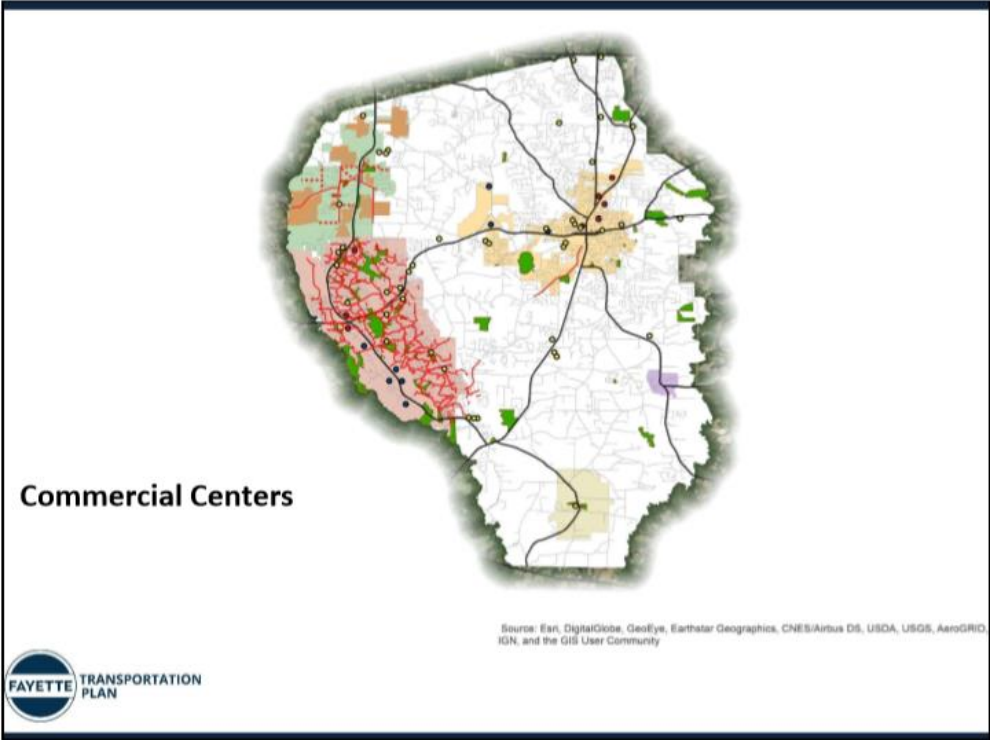 Commercial Centers
Source: Esri, DigitalGlobe, GeoEye, Earthstar Geographics, CNES/Airbus DS, USDA, USGS, AeroGRID,
IGN, and the GIS User Community
FAYETTE
TRANSPORTATION
PLAN